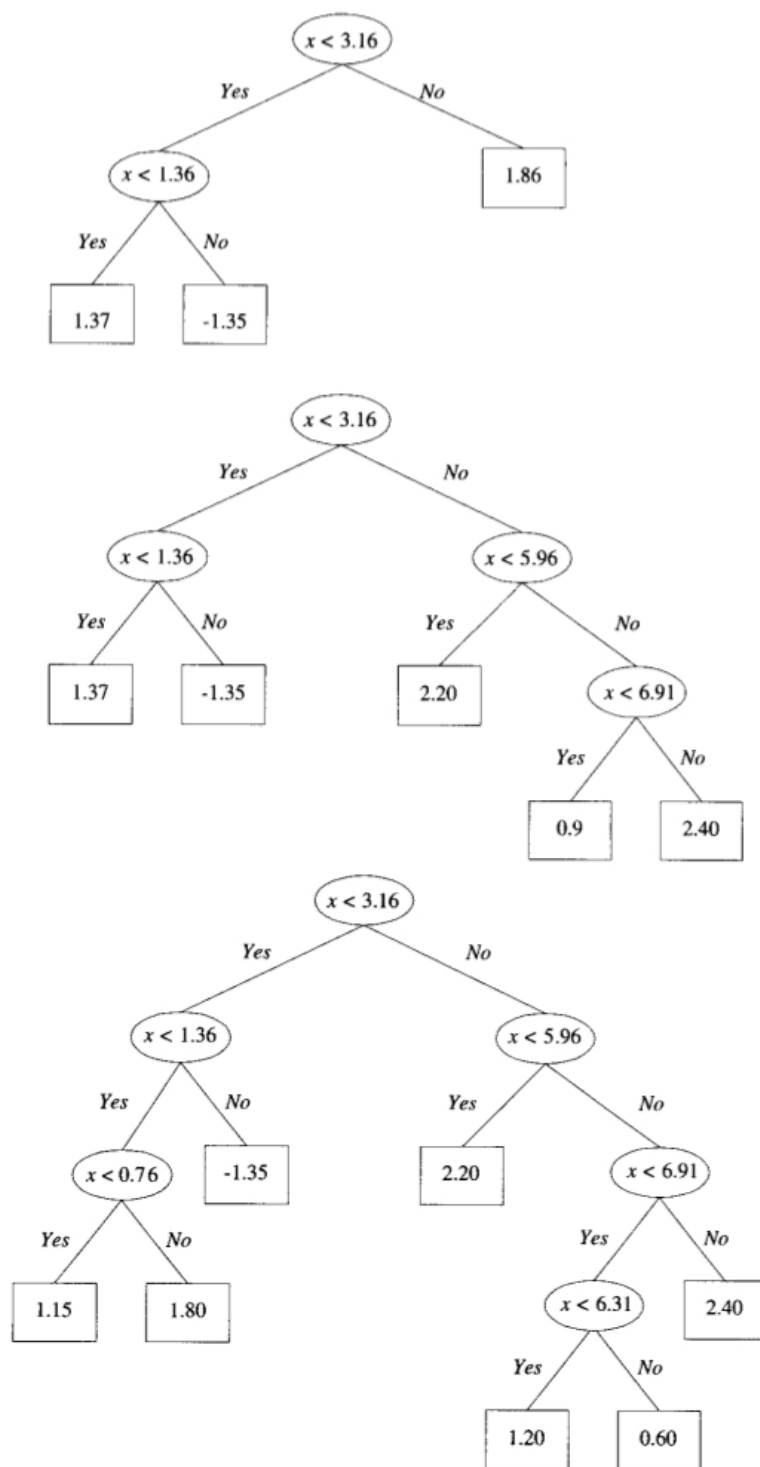 x < 3.16
Yes No
x < 1.36 1.86
Yes No
1.37 -1.35
x < 3.16
Yes No
x < 1.36 x < 5.96
Yes No Yes No
1.37 -1.35 2.20 x < 6.91
Yes No
0.9 2.40
x < 3.16
Yes No
x < 1.36 x < 5.96
Yes No Yes No
x < 0.76 -1.35 2.20 x < 6.91
Yes No Yes No
1.15 1.80 x < 6.31 2.40
Yes No
1.20 0.60